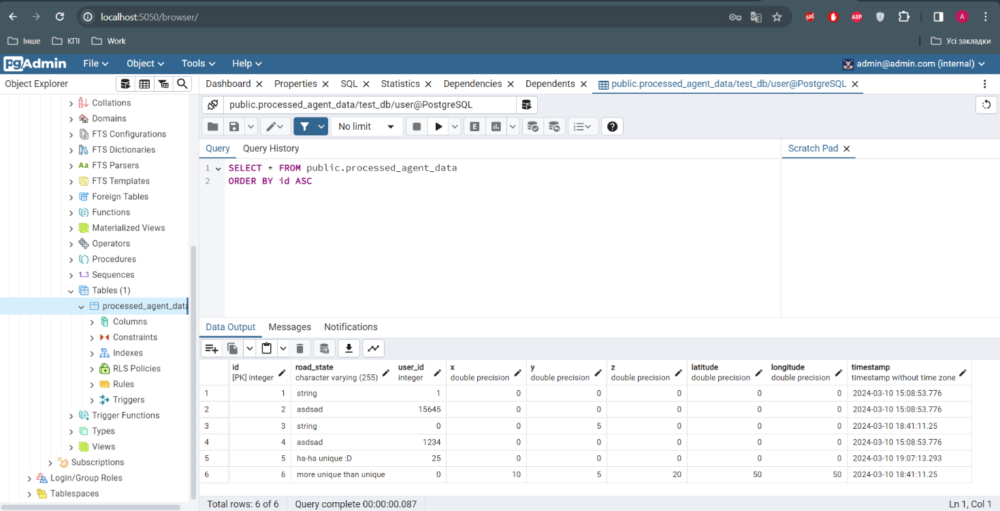 localhost:5050/browser/
ABP
A
Інше КПІ Work Усі закладки
pgAdmin File Object Tools Help admin@admin.com (internal)
Object Explorer
Dashboard Properties SQL Statistics Dependencies Dependents public.processed_agent_data/test_db/user@PostgreSQL
Collations
Domains
FTS Configurations
FTS Dictionaries
Aa FTS Parsers
FTS Templates
Foreign Tables
Functions
Materialized Views
Operators
Procedures
1..3 Sequences
Tables (1)
processed_agent_data
Columns
Constraints
Indexes
RLS Policies
Rules
Triggers
Trigger Functions
Types
Views
Subscriptions
Login/Group Roles
Tablespaces
public.processed_agent_data/test_db/user@PostgreSQL
No limit E
Query Query History Scratch Pad
1 SELECT * FROM public.processed_agent_data
2 ORDER BY id ASC
Data Output Messages Notifications
id road_state user_id x y z latitude longitude timestamp
[PK] integer character varying (255) integer double precision double precision double precision double precision double precision timestamp without time zone
1 1 string 1 0 0 0 0 0 2024-03-10 15:08:53.776
2 2 asdsad 15645 0 0 0 0 0 2024-03-10 15:08:53.776
3 3 string 0 0 5 0 0 0 2024-03-10 18:41:11.25
4 4 asdsad 1234 0 0 0 0 0 2024-03-10 15:08:53.776
5 5 ha-ha unique :D 25 0 0 0 0 0 2024-03-10 19:07:13.293
6 6 more unique than unique 0 10 5 20 50 50 2024-03-10 18:41:11.25
Total rows: 6 of 6 Query complete 00:00:00.087 Ln 1, Col 1